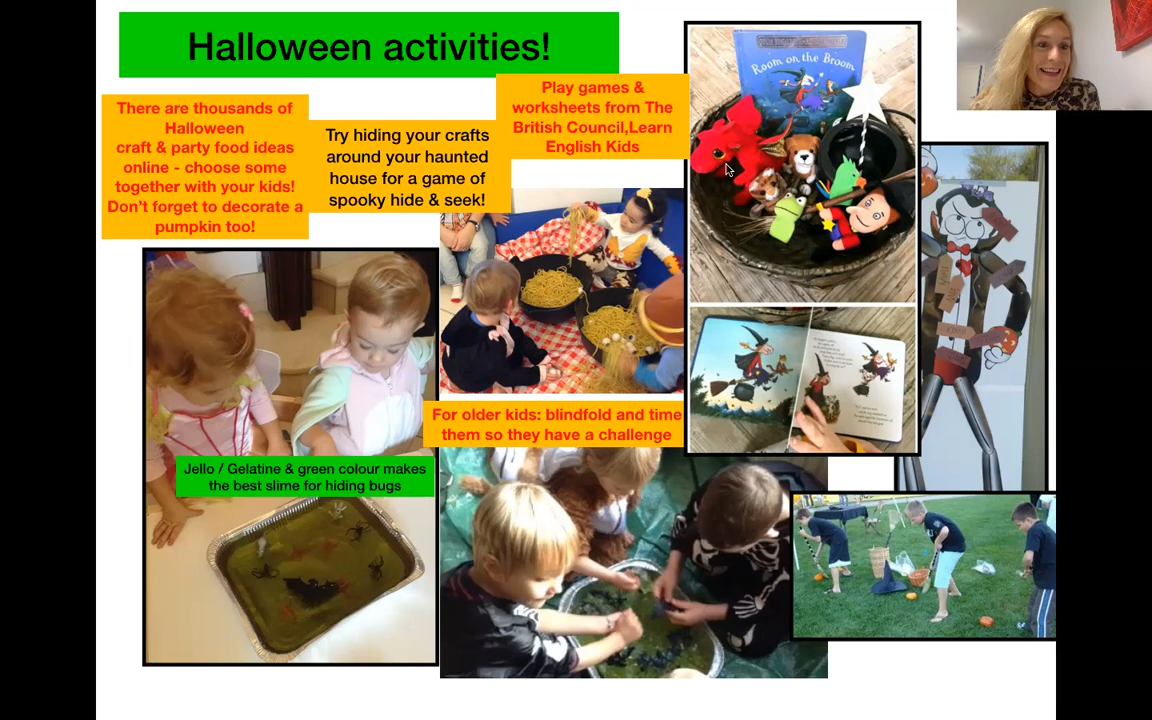 Halloween activities!
There are thousands of
Halloween
craft & party food ideas
online - choose some
together with your kids!
Don't forget to decorate a
pumpkin too!
Try hiding your crafts
around your haunted
house for a game of
spooky hide & seek!
Play games &
worksheets from The
British Council,Learn
English Kids
Room on the Broom
For older kids: blindfold and time
them so they have a challenge
Jello / Gelatine & green colour makes
the best slime for hiding bugs